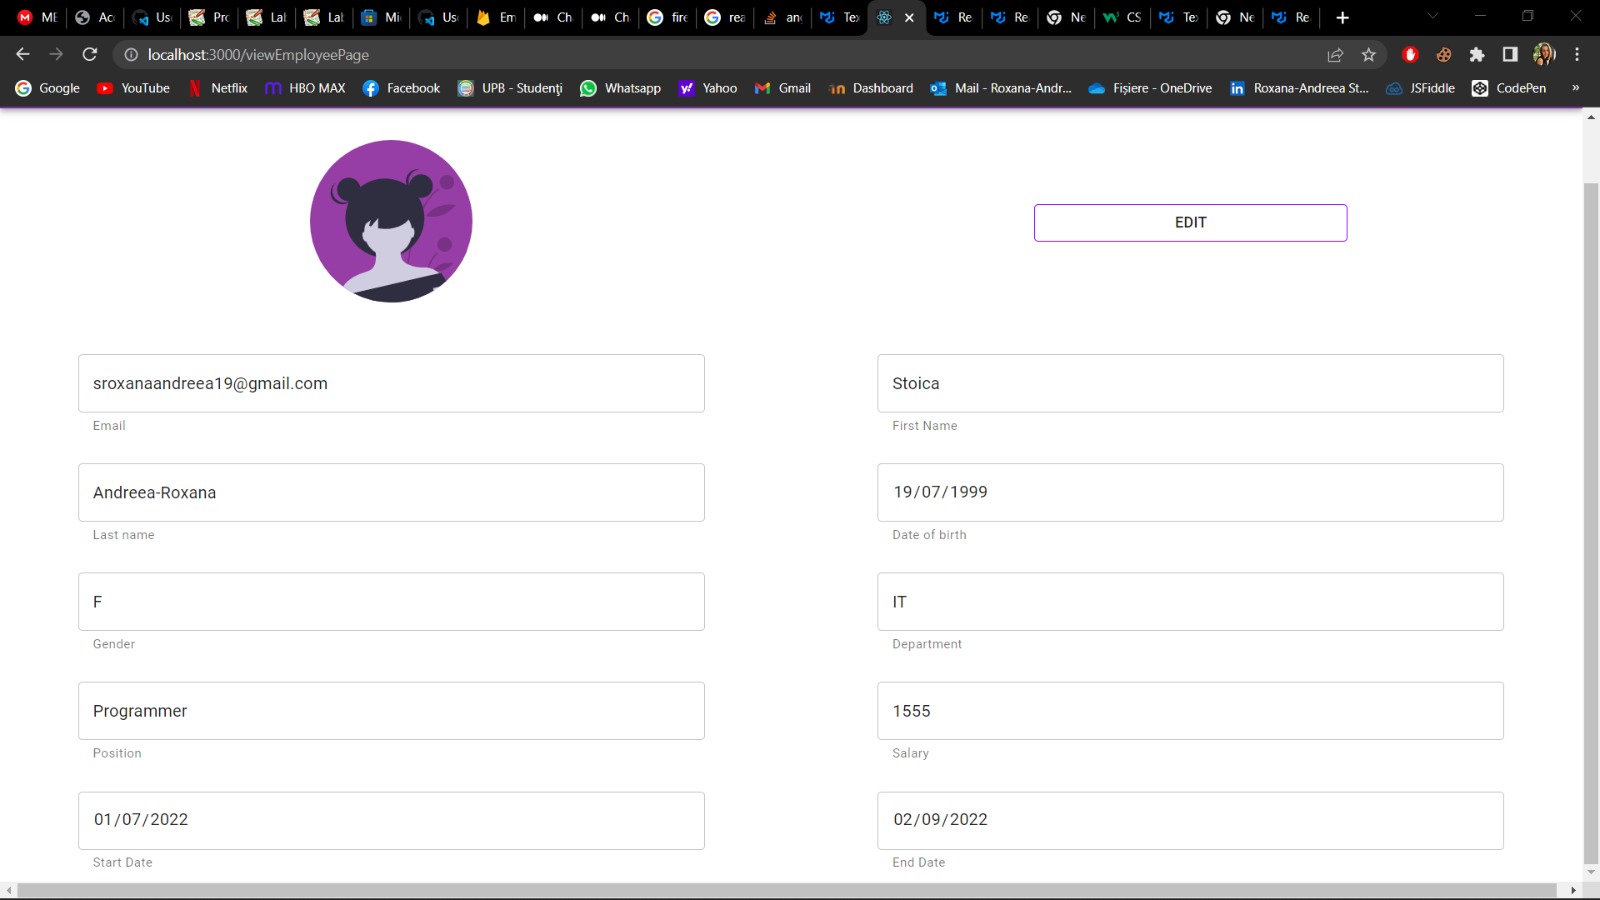 ME Ac Us Pro Lal Lal Mi Us Em Ch Ch fire rea an Te Re Re Ne CS Te Ne Re
localhost:3000/viewEmployeePage
Google YouTube Netflix HBO MAX Facebook UPB - Studenți Whatsapp Yahoo Gmail Dashboard Mail - Roxana-Andr... Fișiere - OneDrive Roxana-Andreea St... JSFiddle CodePen »
EDIT
sroxanaandreea19@gmail.com
Email
Stoica
First Name
Andreea-Roxana
Last name
19/07/1999
Date of birth
F
Gender
IT
Department
Programmer
Position
1555
Salary
01/07/2022
Start Date
02/09/2022
End Date